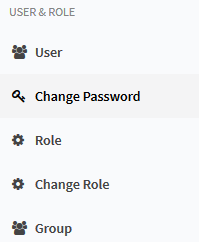 USER & ROLE
User
Change Password
Role
Change Role
Group